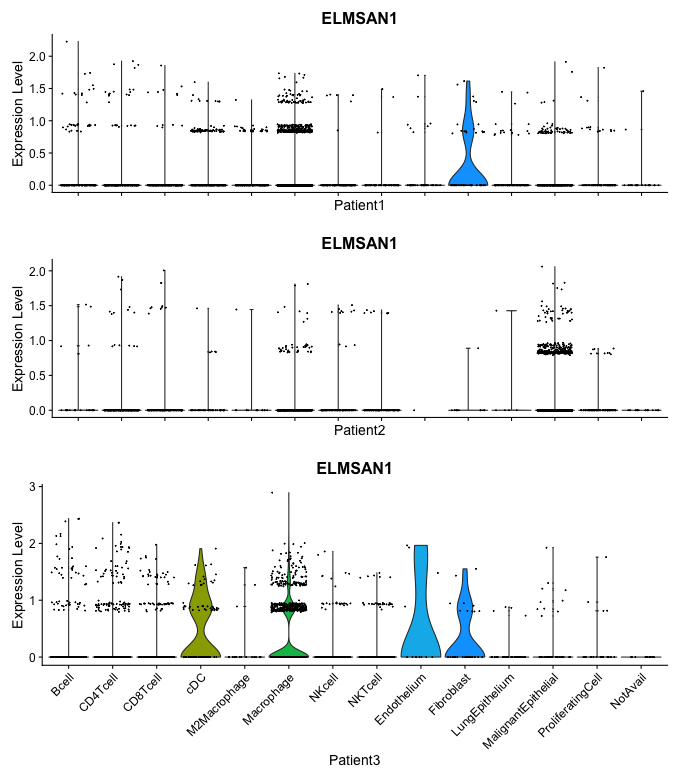 ELMSAN1
Expression Level
2.0
1.5
1.0
0.5
0.0
Patient1
ELMSAN1
Expression Level
2.0
1.5
1.0
0.5
0.0
Patient2
ELMSAN1
Expression Level
3
2
1
0
Bcell
CD4Tcell
CD8Tcell
cDC
M2Macrophage
Macrophage
NKcell
NKTcell
Endothelium
Fibroblast
LungEpithelium
MalignantEpithelial
ProliferatingCell
NotAvail
Patient3